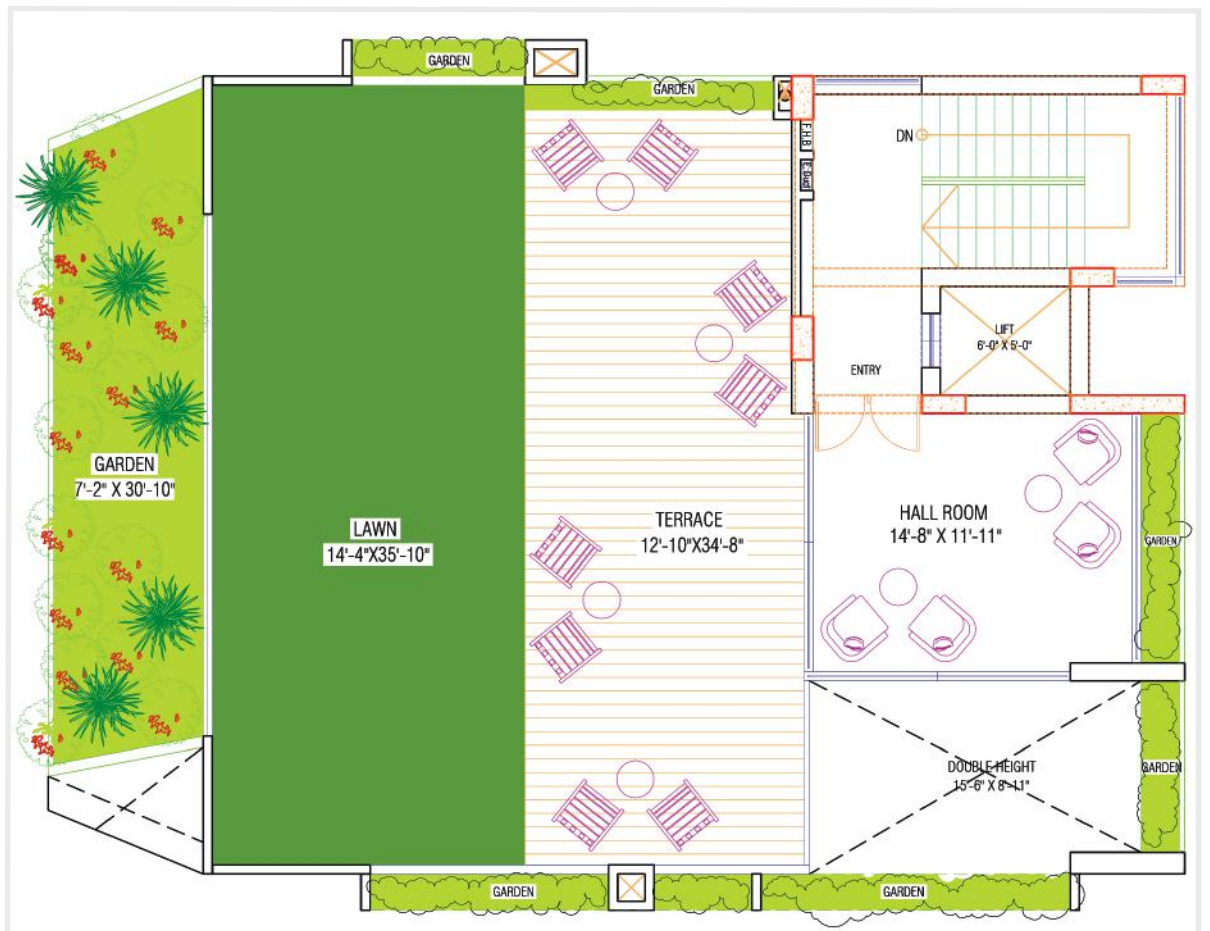 GARDEN
GARDEN
F.H.B
E.Duct
DN
LIFT
6'-0" X 5'-0"
ENTRY
GARDEN
7'-2" X 30'-10"
LAWN
14'-4"X35'-10"
TERRACE
12'-10"X34'-8"
HALL ROOM
14'-8" X 11'-11"
GARDEN
DOUBLE HEIGHT
15'-6" X 8'-11"
GARDEN
GARDEN
GARDEN